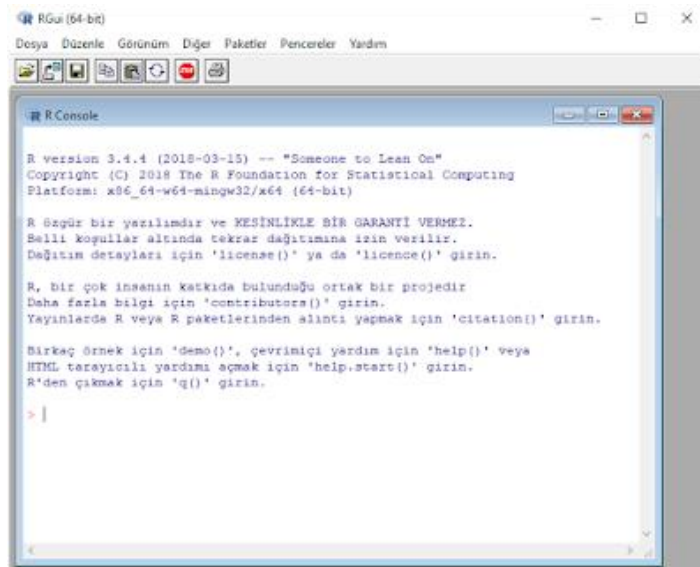 RGui (64-bit)
Dosya Düzenle Görünüm Diğer Paketler Pencereler Yardım
STOP
R Console
R version 3.4.4 (2018-03-15) -- "Someone to Lean On"
Copyright (C) 2018 The R Foundation for Statistical Computing
Platform: x86_64-w64-mingw32/x64 (64-bit)
R özgür bir yazılımdır ve KESİNLİKLE BİR GARANTİ VERMEZ.
Belli koşullar altında tekrar dağıtımına izin verilir.
Dağıtım detayları için 'license()' ya da 'licence()' girin.
R, bir çok insanın katkıda bulunduğu ortak bir projedir
Daha fazla bilgi için 'contributors()' girin.
Yayınlarda R veya R paketlerinden alıntı yapmak için 'citation()' girin.
Birkaç örnek için 'demo()', çevrimiçi yardım için 'help()' veya
HTML tarayıcılı yardımı açmak için 'help.start()' girin.
R'den çıkmak için 'q()' girin.
>